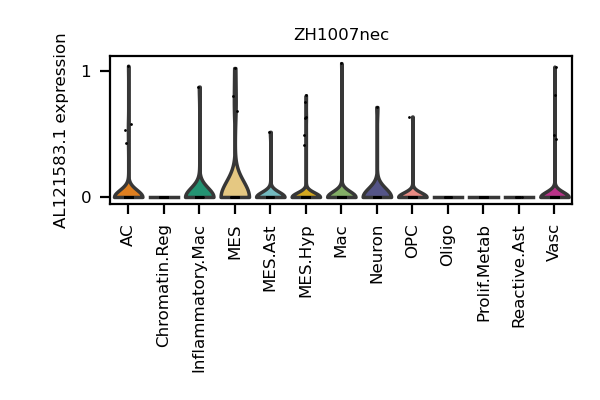 ZH1007nec
AL121583.1 expression
1
0
AC
Chromatin.Reg
Inflammatory.Mac
MES
MES.Ast
MES.Hyp
Mac
Neuron
OPC
Oligo
Prolif.Metab
Reactive.Ast
Vasc